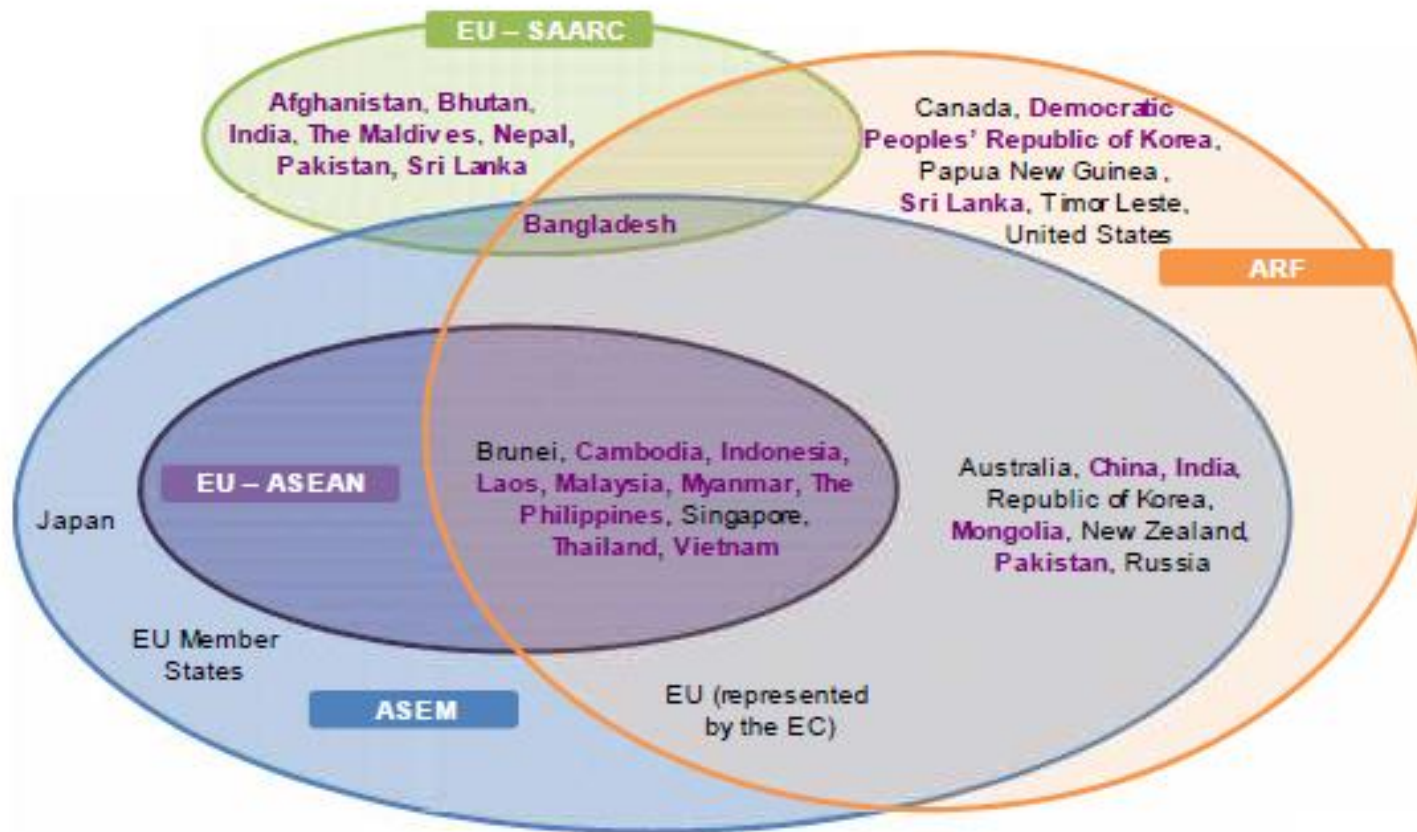 EU – SAARC
Afghanistan, Bhutan,
India, The Maldives, Nepal,
Pakistan, Sri Lanka
Canada, Democratic
Peoples' Republic of Korea,
Papua New Guinea,
Sri Lanka, Timor Leste,
United States
Bangladesh
ARF
EU – ASEAN
Brunei, Cambodia, Indonesia,
Laos, Malaysia, Myanmar, The
Philippines, Singapore,
Thailand, Vietnam
Australia, China, India,
Republic of Korea,
Mongolia, New Zealand,
Pakistan, Russia
Japan
EU Member
States
ASEM
EU (represented
by the EC)